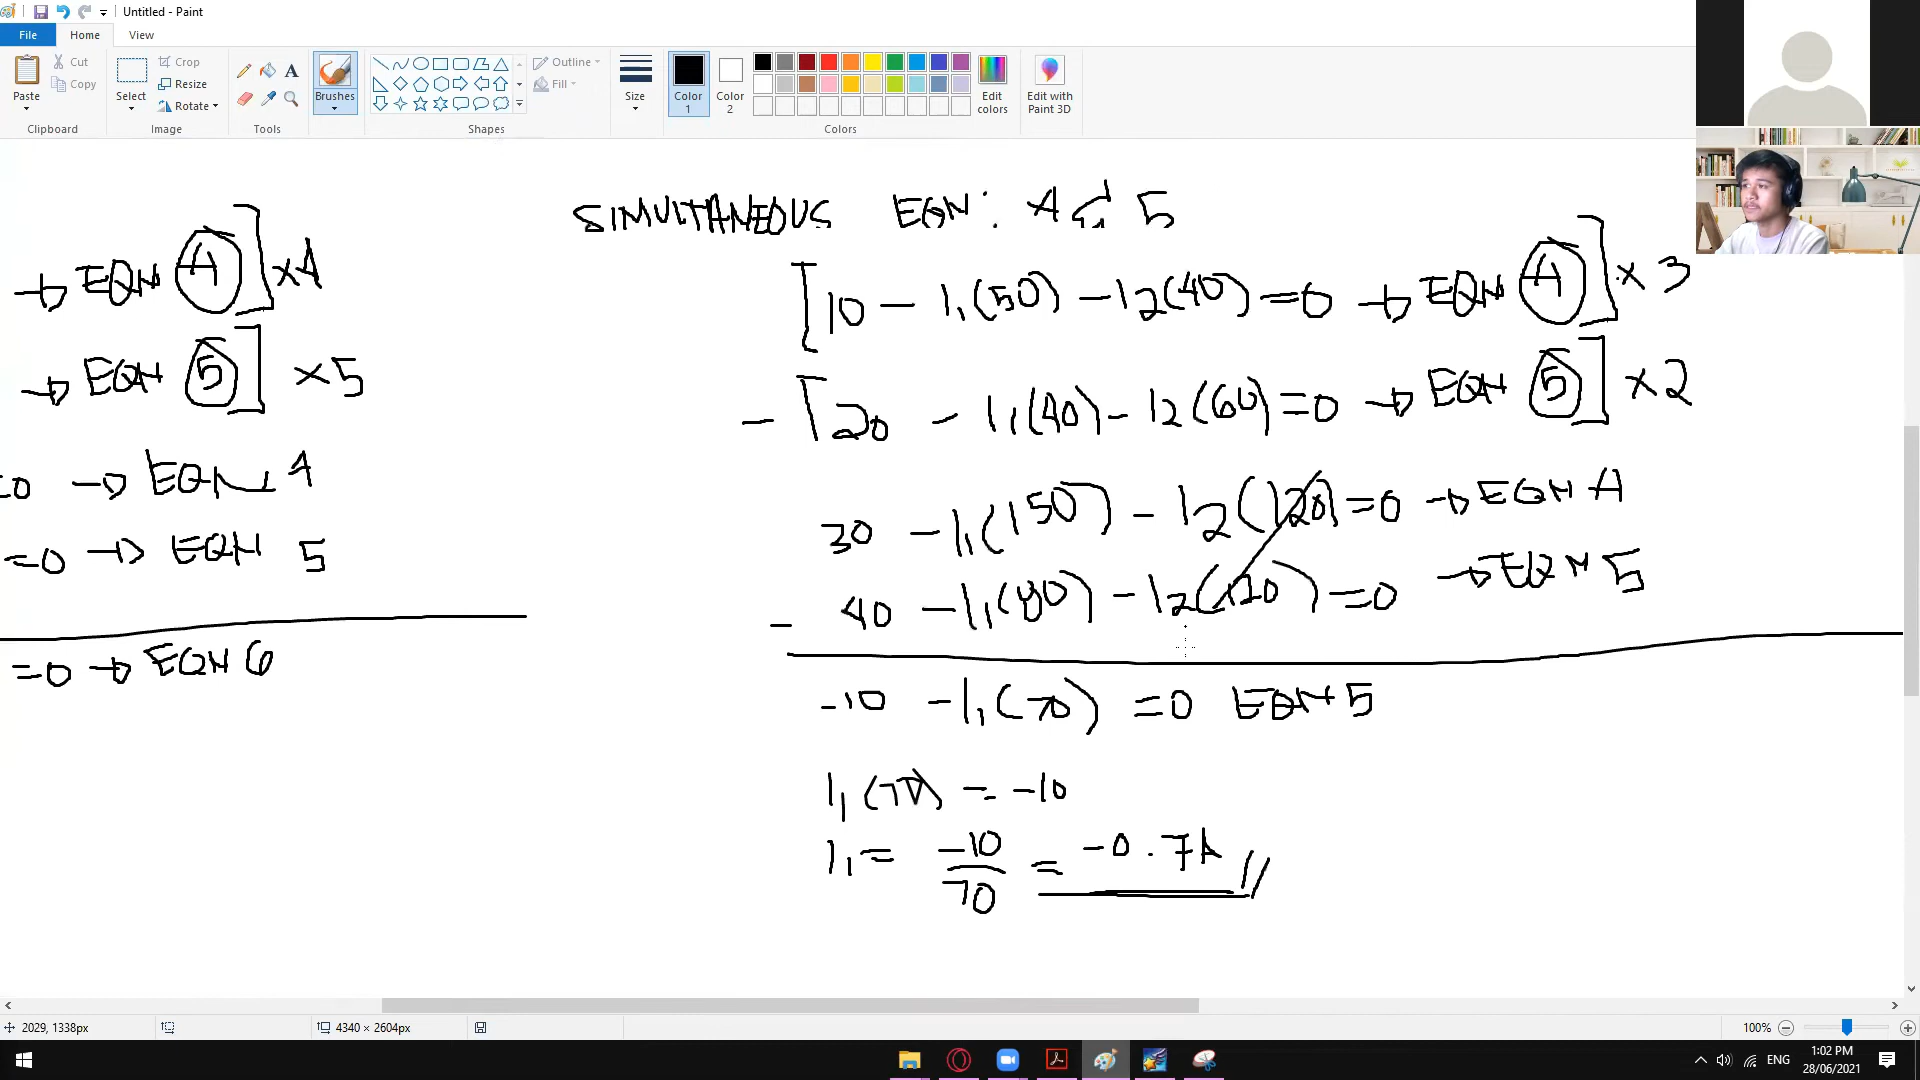 Untitled - Paint
File Home View
Paste
Cut
Copy
Clipboard
Select
Crop
Resize
Rotate
Image
Tools
Brushes
Shapes
Outline
Fill
Size
Color 1
Color 2
Edit colors
Edit with Paint 3D
Colors
SIMULTANEOUS EQN: 4 & 5
→ EQN 4 ] ×4
→ EQN 5 ] ×5
=0 → EQN 4
=0 → EQN 5
=0 → EQN 6
[10 - I1(50) - I2(40) = 0 → EQN 4 ] × 3
- [20 - I1(40) - I2(60) = 0 → EQN 5 ] ×2
30 - I1(150) - I2(120) = 0 → EQN 4
- 40 - I1(80) - I2(120) = 0 → EQN 5
-10 - I1(70) = 0 EQN 5
I1(70) = -10
I1 = -10/70 = -0.7A //
2029, 1338px
4340 × 2604px
100%
ENG
1:02 PM
28/06/2021